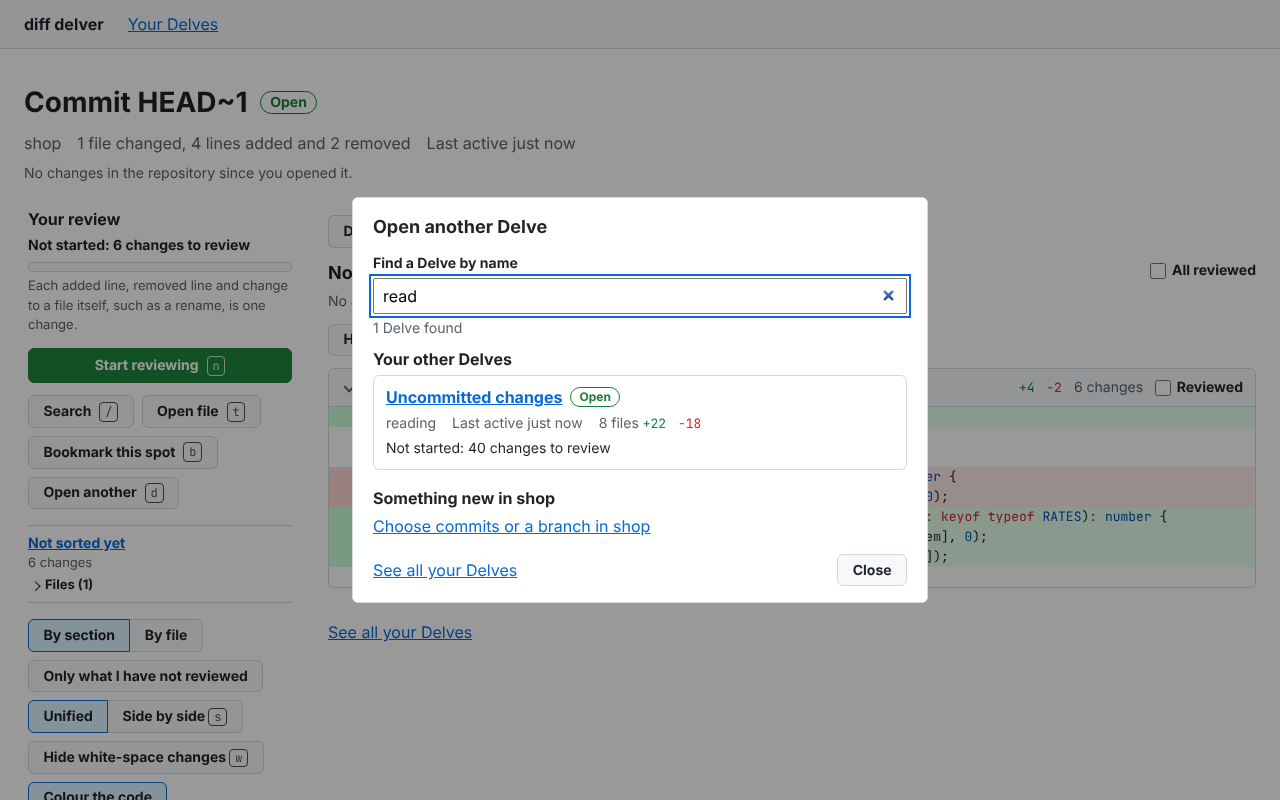 diff delver Your Delves
Commit HEAD~1 Open
shop 1 file changed, 4 lines added and 2 removed Last active just now
No changes in the repository since you opened it.
Your review
Not started: 6 changes to review
Each added line, removed line and change
to a file itself, such as a rename, is one
change.
Start reviewing n
Search / Open file t
Bookmark this spot b
Open another d
Not sorted yet
6 changes
Files (1)
By section By file
Only what I have not reviewed
Unified Side by side s
Hide white-space changes w
Colour the code
Open another Delve
Find a Delve by name
read
1 Delve found
Your other Delves
Uncommitted changes Open
reading Last active just now 8 files +22 -18
Not started: 40 changes to review
Something new in shop
Choose commits or a branch in shop
See all your Delves Close
All reviewed
+4 -2 6 changes Reviewed
er {
0);
: keyof typeof RATES): number {
em], 0);
]);
See all your Delves